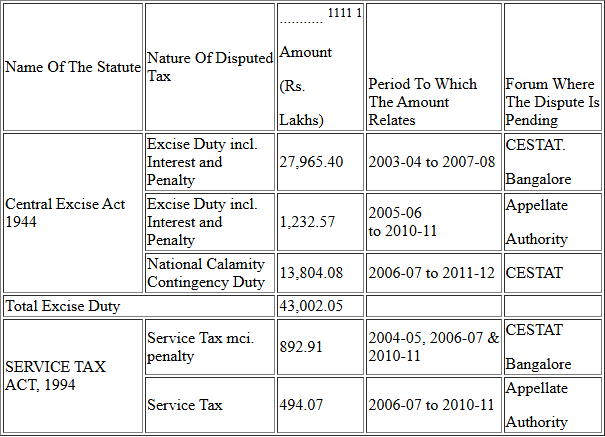 Name Of The Statute
Nature Of Disputed
Tax
........... 1111 1
Amount
(Rs.
Lakhs)
Period To Which
The Amount
Relates
Forum Where
The Dispute Is
Pending
Central Excise Act
1944
Excise Duty incl.
Interest and
Penalty
27,965.40
2003-04 to 2007-08
CESTAT.
Bangalore
Excise Duty incl.
Interest and
Penalty
1,232.57
2005-06
to 2010-11
Appellate
Authority
National Calamity
Contingency Duty
13,804.08
2006-07 to 2011-12
CESTAT
Total Excise Duty
43,002.05
SERVICE TAX
ACT, 1994
Service Tax mci.
penalty
892.91
2004-05, 2006-07 &
2010-11
CESTAT
Bangalore
Service Tax
494.07
2006-07 to 2010-11
Appellate
Authority